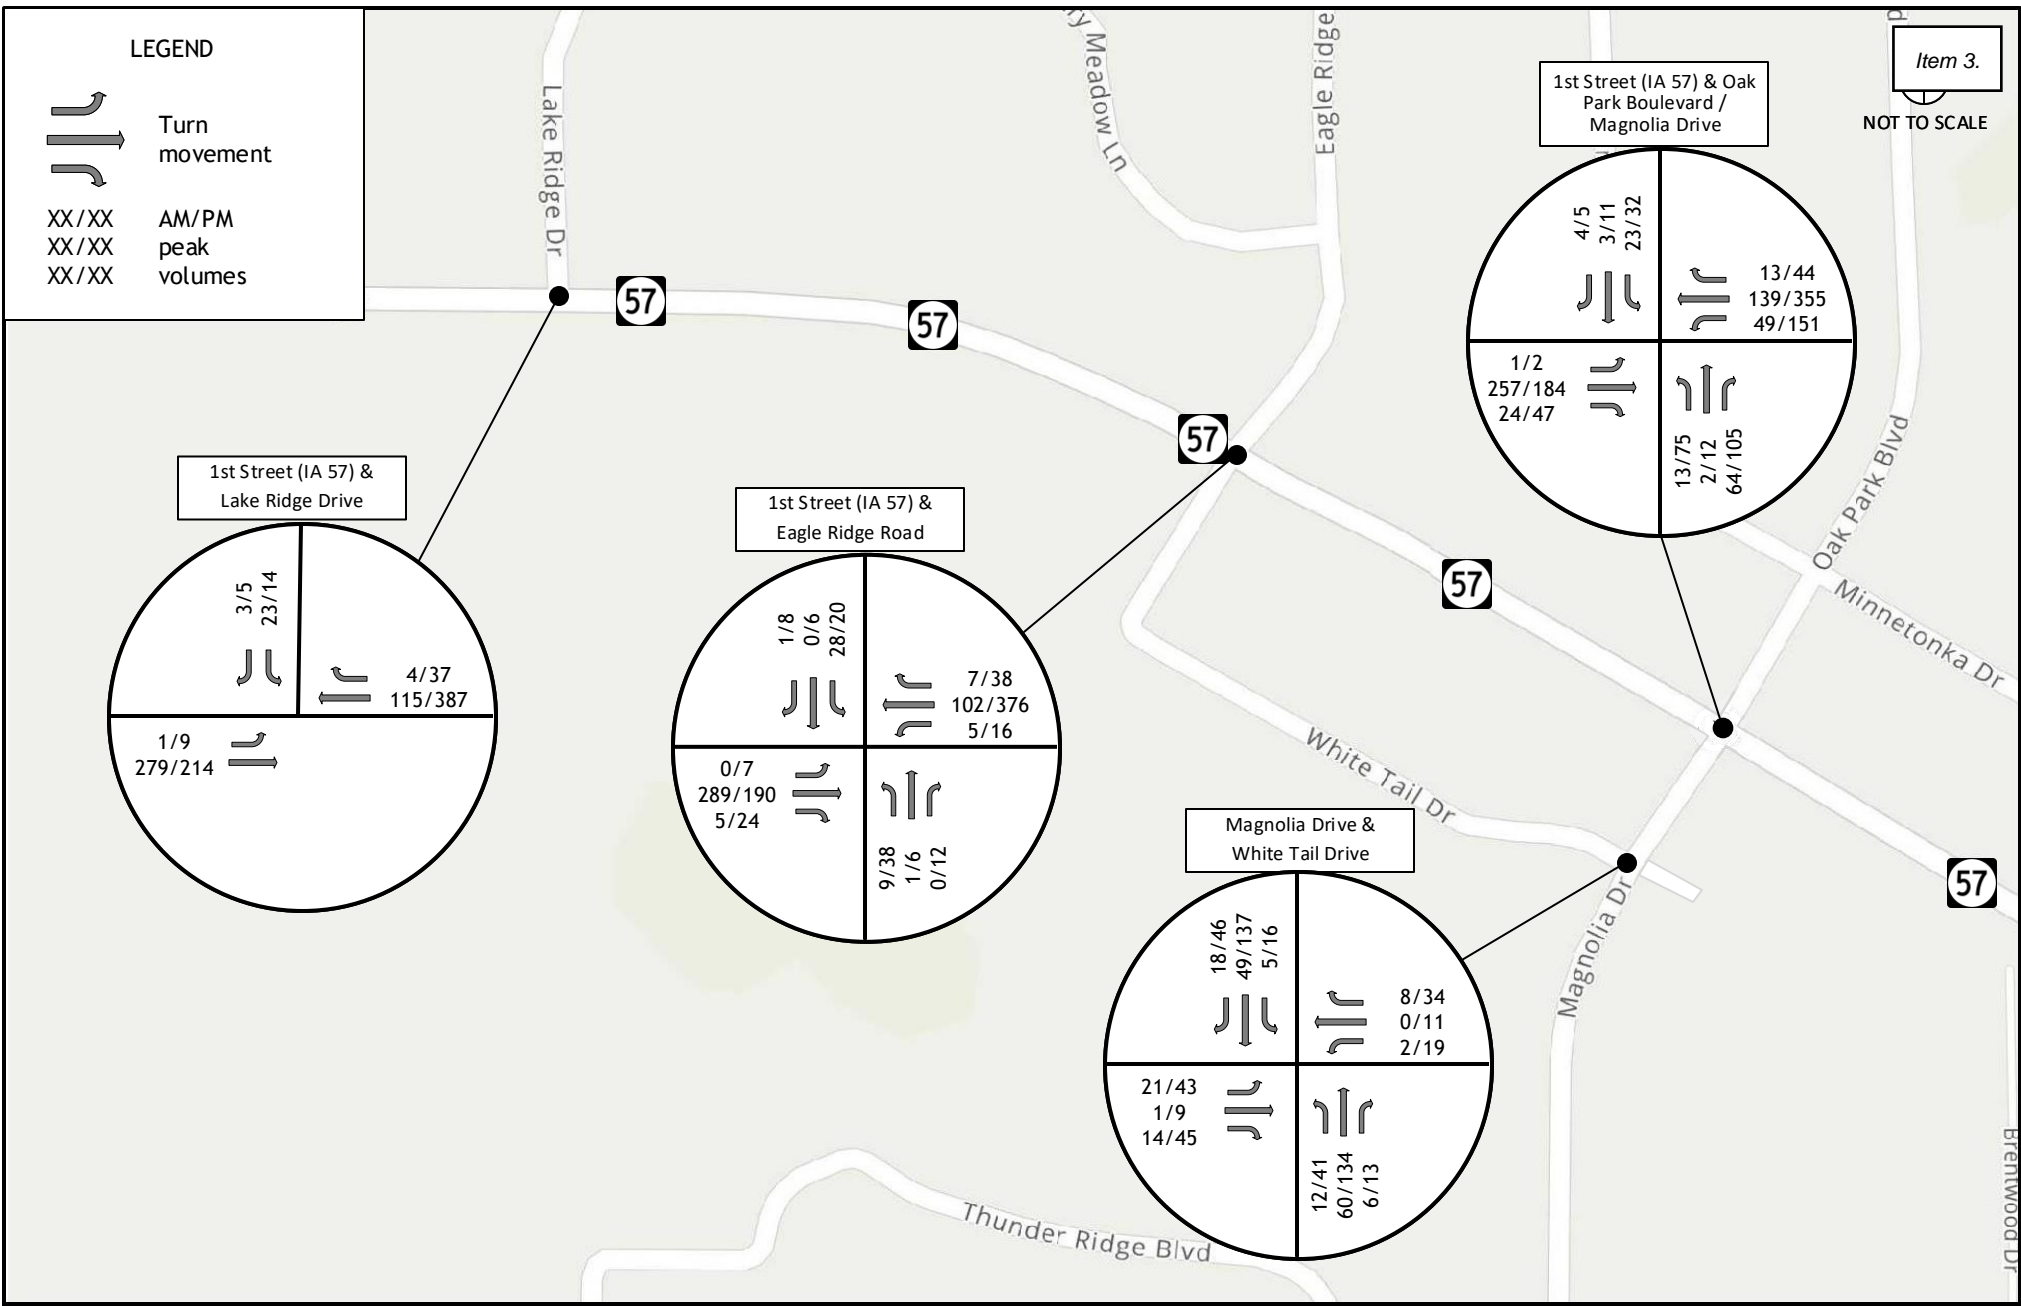 LEGEND
Turn
movement
XX/XX AM/PM
XX/XX peak
XX/XX volumes
Lake Ridge Dr
Meadow Ln
Eagle Ridge
Item 3.
NOT TO SCALE
57
57
57
57
57
Oak Park Blvd
Minnetonka Dr
White Tail Dr
Magnolia Dr
Thunder Ridge Blvd
Brentwood Dr
1st Street (IA 57) &
Lake Ridge Drive
3/5
23/14
4/37
115/387
1/9
279/214
1st Street (IA 57) &
Eagle Ridge Road
1/8
0/6
28/20
7/38
102/376
5/16
0/7
289/190
5/24
9/38
1/6
0/12
1st Street (IA 57) & Oak
Park Boulevard /
Magnolia Drive
4/5
3/11
23/32
13/44
139/355
49/151
1/2
257/184
24/47
13/75
2/12
64/105
Magnolia Drive &
White Tail Drive
18/46
49/137
5/16
8/34
0/11
2/19
21/43
1/9
14/45
12/41
60/134
6/13